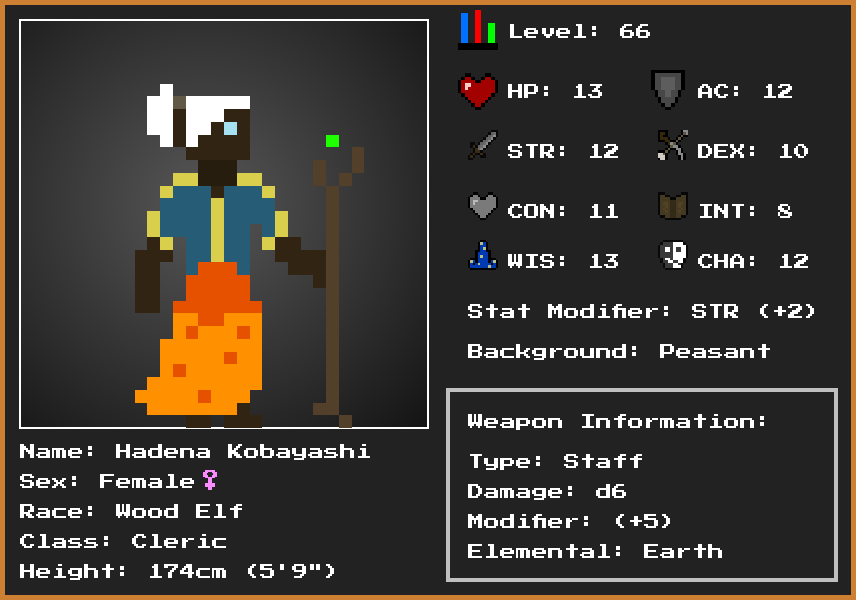 Level: 66
HP: 13
AC: 12
STR: 12
DEX: 10
CON: 11
INT: 8
WIS: 13
CHA: 12
Stat Modifier: STR (+2)
Background: Peasant
Weapon Information:
Type: Staff
Damage: d6
Modifier: (+5)
Elemental: Earth
Name: Hadena Kobayashi
Sex: Female♀
Race: Wood Elf
Class: Cleric
Height: 174cm (5'9")